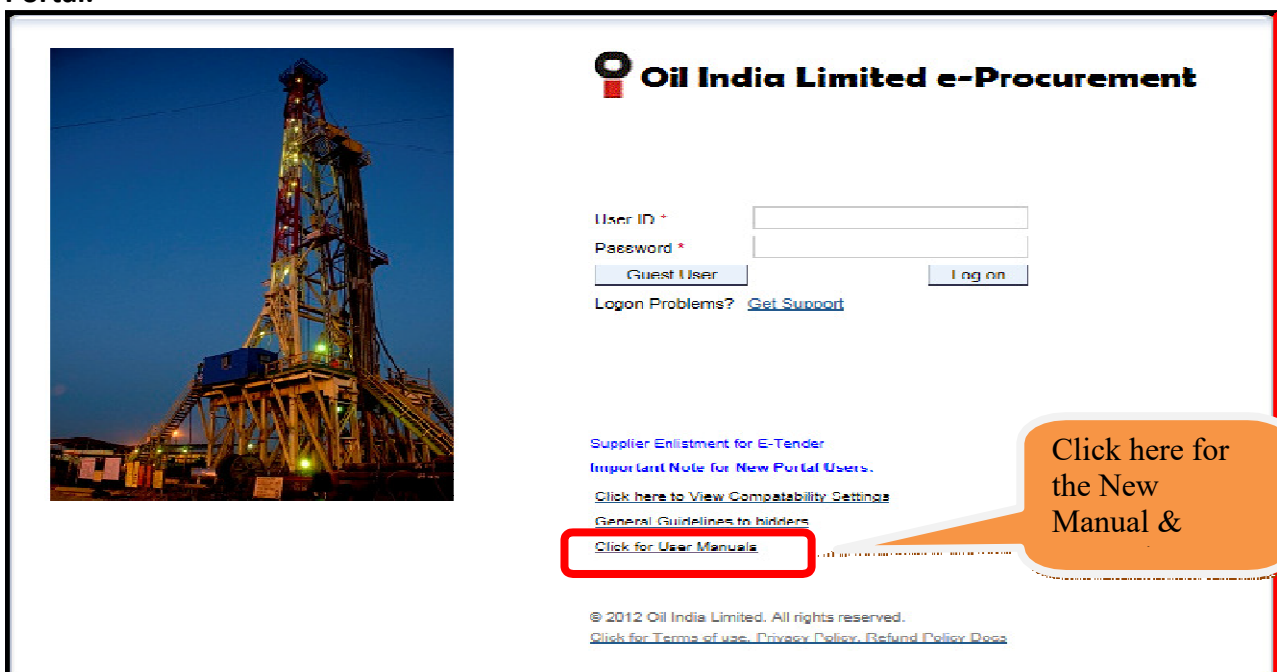 Portal.
Oil India Limited e-Procurement
User ID *
Password *
Guest User
Log on
Logon Problems? Get Support
Supplier Enlistment for E-Tender
Important Note for New Portal Users.
Click here to View Compatability Settings
General Guidelines to bidders
Click for User Manuals
Click here for
the New
Manual &
© 2012 Oil India Limited. All rights reserved.
Click for Terms of use, Privacy Policy, Refund Policy Docs